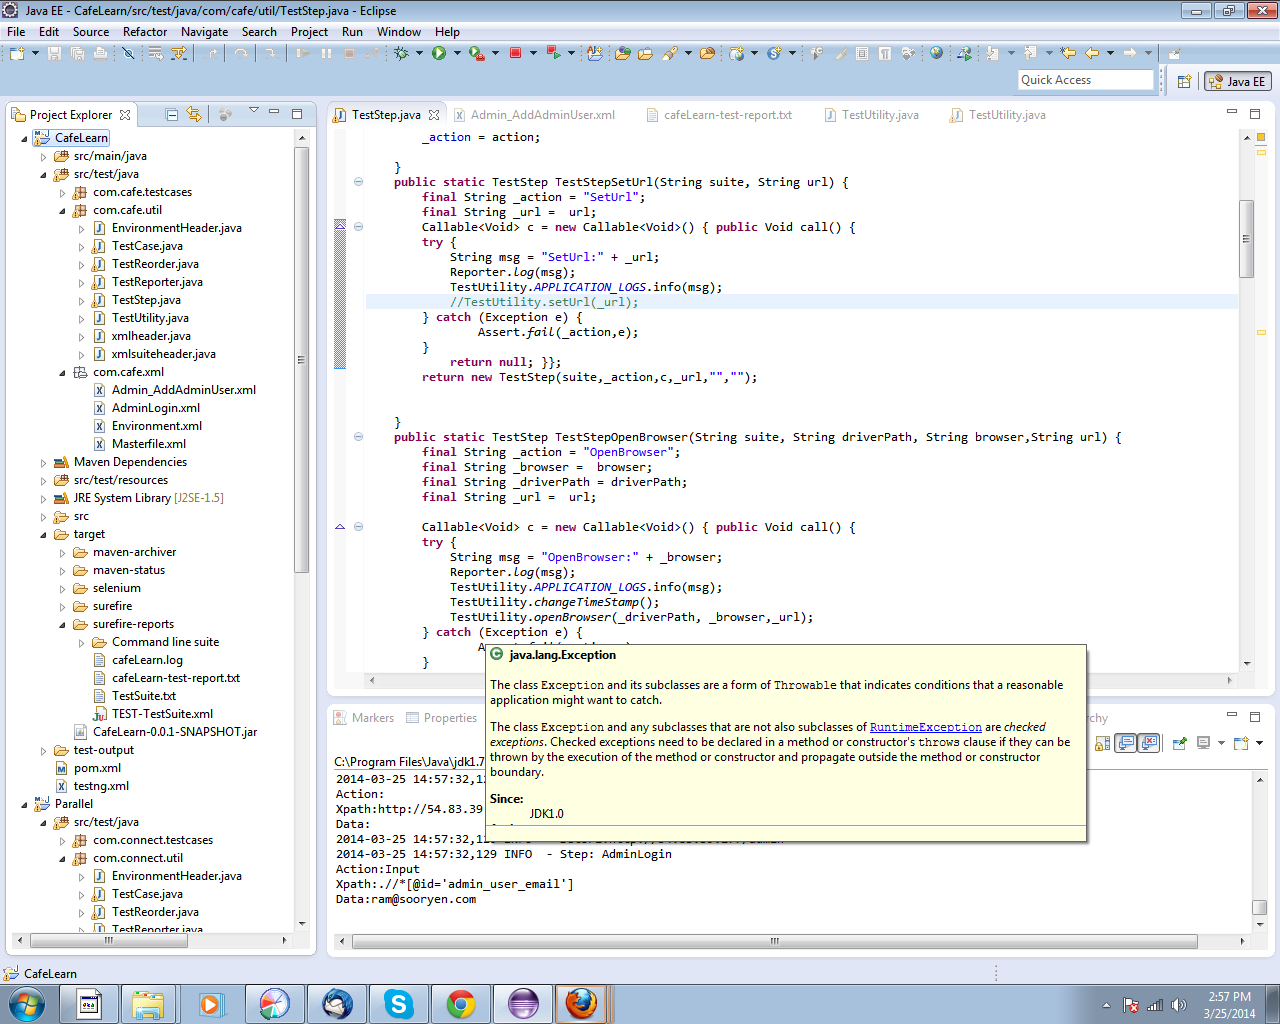 Java EE - CafeLearn/src/test/java/com/cafe/util/TestStep.java - Eclipse
File Edit Source Refactor Navigate Search Project Run Window Help
Quick Access
Java EE
Project Explorer
CafeLearn
src/main/java
src/test/java
com.cafe.testcases
com.cafe.util
EnvironmentHeader.java
TestCase.java
TestReorder.java
TestReporter.java
TestStep.java
TestUtility.java
xmlheader.java
xmlsuiteheader.java
com.cafe.xml
Admin_AddAdminUser.xml
AdminLogin.xml
Environment.xml
Masterfile.xml
Maven Dependencies
src/test/resources
JRE System Library [J2SE-1.5]
src
target
maven-archiver
maven-status
selenium
surefire
surefire-reports
Command line suite
cafeLearn.log
cafeLearn-test-report.txt
TestSuite.txt
TEST-TestSuite.xml
CafeLearn-0.0.1-SNAPSHOT.jar
test-output
pom.xml
testng.xml
Parallel
src/test/java
com.connect.testcases
com.connect.util
EnvironmentHeader.java
TestCase.java
TestReorder.java
TestReporter.java
TestStep.java Admin_AddAdminUser.xml cafeLearn-test-report.txt TestUtility.java TestUtility.java
_action = action;
}
public static TestStep TestStepSetUrl(String suite, String url) {
final String _action = "SetUrl";
final String _url = url;
Callable<Void> c = new Callable<Void>() { public Void call() {
try {
String msg = "SetUrl:" + _url;
Reporter.log(msg);
TestUtility.APPLICATION_LOGS.info(msg);
//TestUtility.setUrl(_url);
} catch (Exception e) {
Assert.fail(_action,e);
}
return null; }};
return new TestStep(suite,_action,c,_url,"","");
}
public static TestStep TestStepOpenBrowser(String suite, String driverPath, String browser,String url) {
final String _action = "OpenBrowser";
final String _browser = browser;
final String _driverPath = driverPath;
final String _url = url;
Callable<Void> c = new Callable<Void>() { public Void call() {
try {
String msg = "OpenBrowser:" + _browser;
Reporter.log(msg);
TestUtility.APPLICATION_LOGS.info(msg);
TestUtility.changeTimeStamp();
TestUtility.openBrowser(_driverPath, _browser,_url);
} catch (Exception e) {
}
java.lang.Exception
The class Exception and its subclasses are a form of Throwable that indicates conditions that a reasonable
application might want to catch.
The class Exception and any subclasses that are not also subclasses of RuntimeException are checked
exceptions. Checked exceptions need to be declared in a method or constructor's throws clause if they can be
thrown by the execution of the method or constructor and propagate outside the method or constructor
boundary.
Since:
JDK1.0
Markers Properties
C:\Program Files\Java\jdk1.7
2014-03-25 14:57:32,12
Action:
Xpath:http://54.83.39
Data:
2014-03-25 14:57:32,129 INFO - Step: AdminLogin
Action:Input
Xpath:.//*[@id='admin_user_email']
Data:ram@sooryen.com
CafeLearn
2:57 PM
3/25/2014